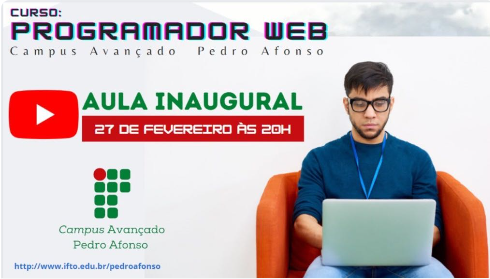 CURSO:
PROGRAMADOR WEB
Campus Avançado Pedro Afonso
AULA INAUGURAL
27 DE FEVEREIRO ÀS 20H
Campus Avançado
Pedro Afonso
http://www.ifto.edu.br/pedroafonso